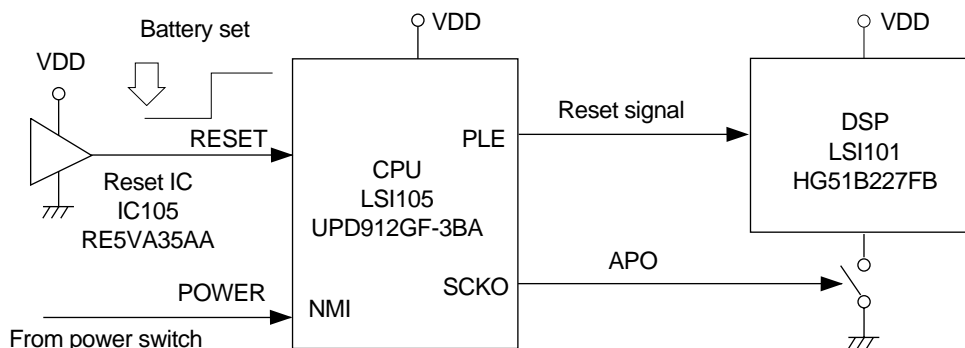 Battery set
VDD
VDD
VDD
RESET
Reset IC
IC105
RE5VA35AA
PLE
CPU
LSI105
UPD912GF-3BA
Reset signal
DSP
LSI101
HG51B227FB
POWER
From power switch
NMI
SCKO
APO